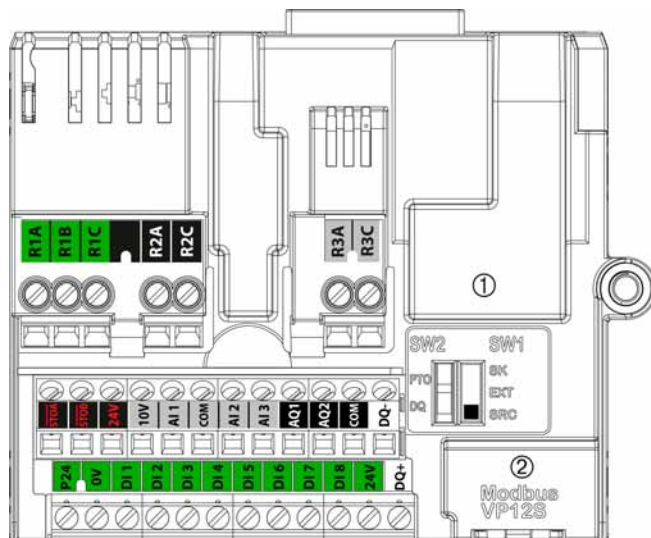 R1A R1B R1C R2A R2C R3A R3C
①
SW2 SW1
PTO DQ
SK EXT SRC
STOA STOB 24V 10V AI1 COM AI2 AI3 AQ1 AQ2 COM DQ-
P24 0V DI1 DI2 DI3 DI4 DI5 DI6 DI7 DI8 24V DQ+
②
Modbus
VP12S